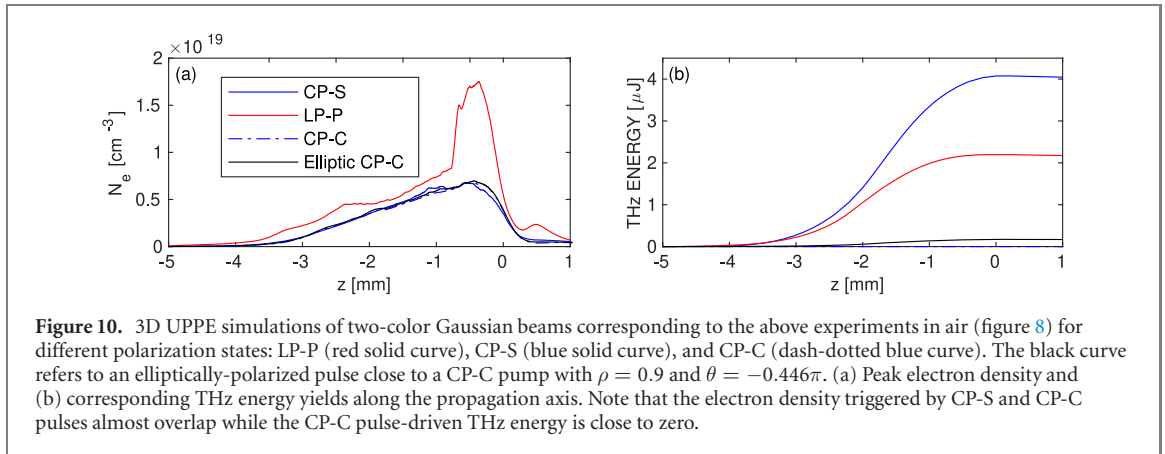 × 10 19
2
(a)
CP-S
LP-P
CP-C
Elliptic CP-C
1.5
1
0.5
0
N e [cm -3 ]
-5 -4 -3 -2 -1 0 1
z [mm]
(b)
4
3
2
1
0
THz ENERGY [ μJ]
-5 -4 -3 -2 -1 0 1
z [mm]
Figure 10. 3D UPPE simulations of two-color Gaussian beams corresponding to the above experiments in air (figure 8) for
different polarization states: LP-P (red solid curve), CP-S (blue solid curve), and CP-C (dash-dotted blue curve). The black curve
refers to an elliptically-polarized pulse close to a CP-C pump with ρ = 0.9 and θ = −0.446π. (a) Peak electron density and
(b) corresponding THz energy yields along the propagation axis. Note that the electron density triggered by CP-S and CP-C
pulses almost overlap while the CP-C pulse-driven THz energy is close to zero.